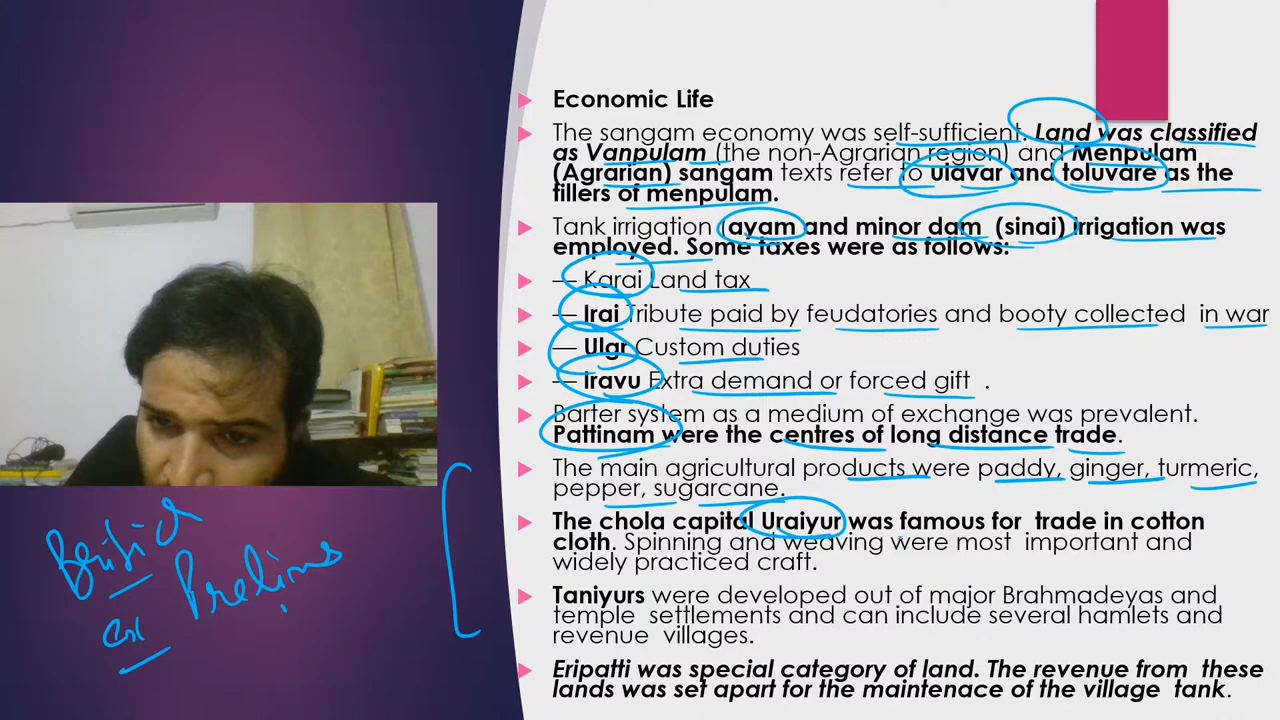 Economic Life
The sangam economy was self-sufficient. Land was classified
as Vanpulam (the non-Agrarian region) and Menpulam
(Agrarian) sangam texts refer to ulavar and toluvare as the
tillers of menpulam.
Tank irrigation (ayam and minor dam (sinai) irrigation was
employed. Some taxes were as follows:
— Karai Land tax
— Irai Tribute paid by feudatories and booty collected in war
— Ulgr Custom duties
— Iravu Extra demand or forced gift .
Barter system as a medium of exchange was prevalent.
Pattinam were the centres of long distance trade.
The main agricultural products were paddy, ginger, turmeric,
pepper, sugarcane.
The chola capital Uraiyur was famous for trade in cotton
cloth. Spinning and weaving were most important and
widely practiced craft.
Taniyurs were developed out of major Brahmadeyas and
temple settlements and can include several hamlets and
revenue villages.
Eripatti was special category of land. The revenue from these
lands was set apart for the maintenace of the village tank.
Prelims